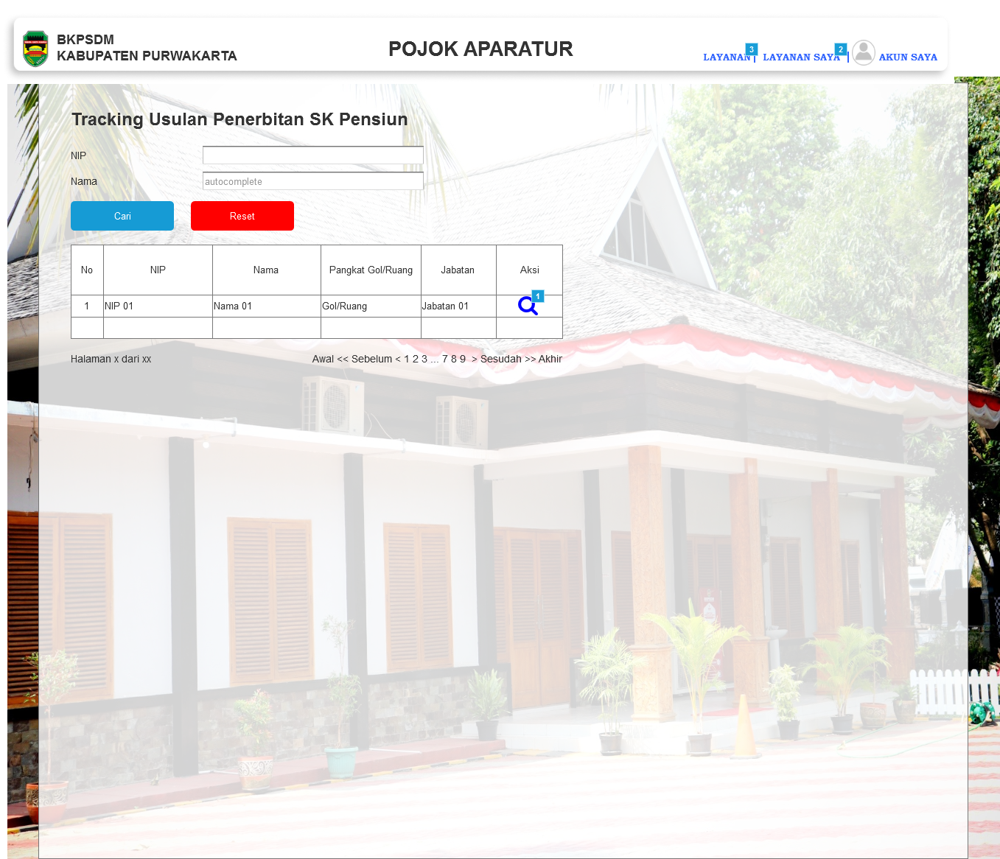 BKPSDM
KABUPATEN PURWAKARTA
POJOK APARATUR
LAYANAN 3 | LAYANAN SAYA 2 | AKUN SAYA
Tracking Usulan Penerbitan SK Pensiun
NIP
Nama autocomplete
Cari Reset
No NIP Nama Pangkat Gol/Ruang Jabatan Aksi
1 NIP 01 Nama 01 Gol/Ruang Jabatan 01 1
Halaman x dari xx Awal << Sebelum < 1 2 3 ... 7 8 9 > Sesudah >> Akhir